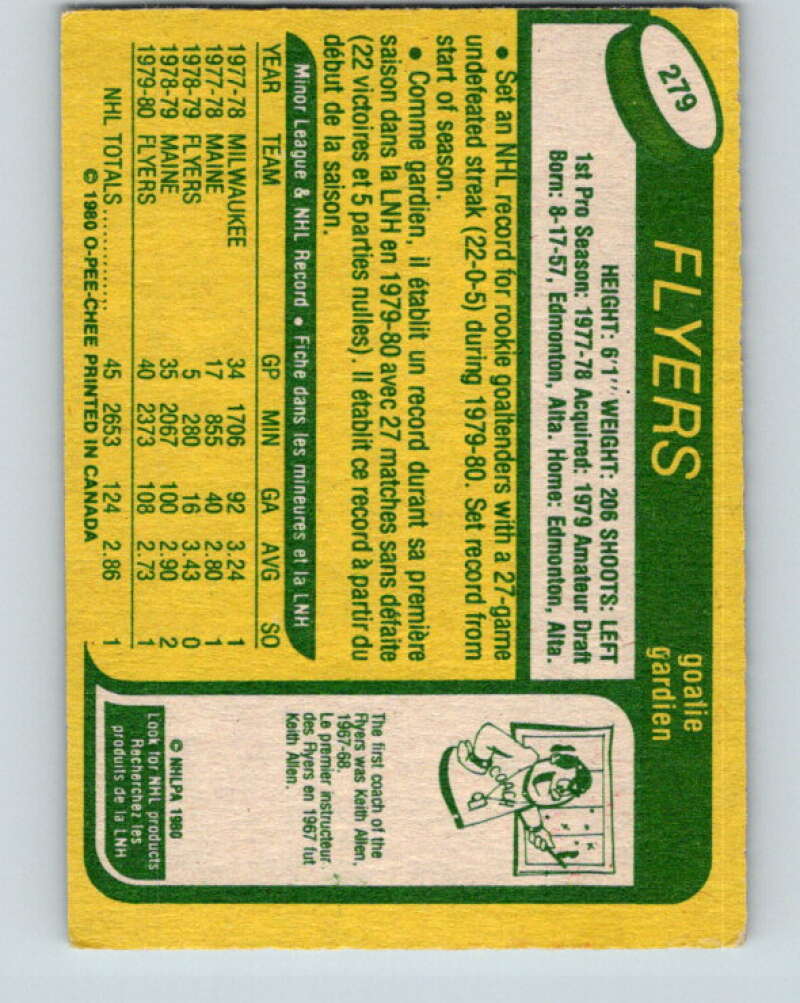 279
FLYERS
goalie
gardien
HEIGHT: 6'1" WEIGHT: 206 SHOOTS: LEFT
1st Pro Season: 1977-78 Acquired: 1979 Amateur Draft
Born: 8-17-57, Edmonton, Alta. Home: Edmonton, Alta.
• Set an NHL record for rookie goaltenders with a 27-game
undefeated streak (22-0-5) during 1979-80. Set record from
start of season.
• Comme gardien, il établit un record durant sa première
saison dans la LNH en 1979-80 avec 27 matches sans défaite
(22 victoires et 5 parties nulles). Il établit ce record à partir du
début de la saison.
Minor League & NHL Record • Fiche dans les mineures et la LNH
YEAR TEAM GP MIN GA AVG SO
1977-78 MILWAUKEE 34 1706 92 3.24 1
1977-78 MAINE 17 855 40 2.80 1
1978-79 FLYERS 5 280 16 3.43 0
1978-79 MAINE 35 2067 100 2.90 2
1979-80 FLYERS 40 2373 108 2.73 1
NHL TOTALS .............. 45 2653 124 2.86 1
© 1980 O-PEE-CHEE PRINTED IN CANADA
COACH
The first coach of the
Flyers was Keith Allen,
1967-68.
Le premier instructeur
des Flyers en 1967 fut
Keith Allen.
© NHLPA 1980
Look for NHL products
Recherchez les
produits de la LNH